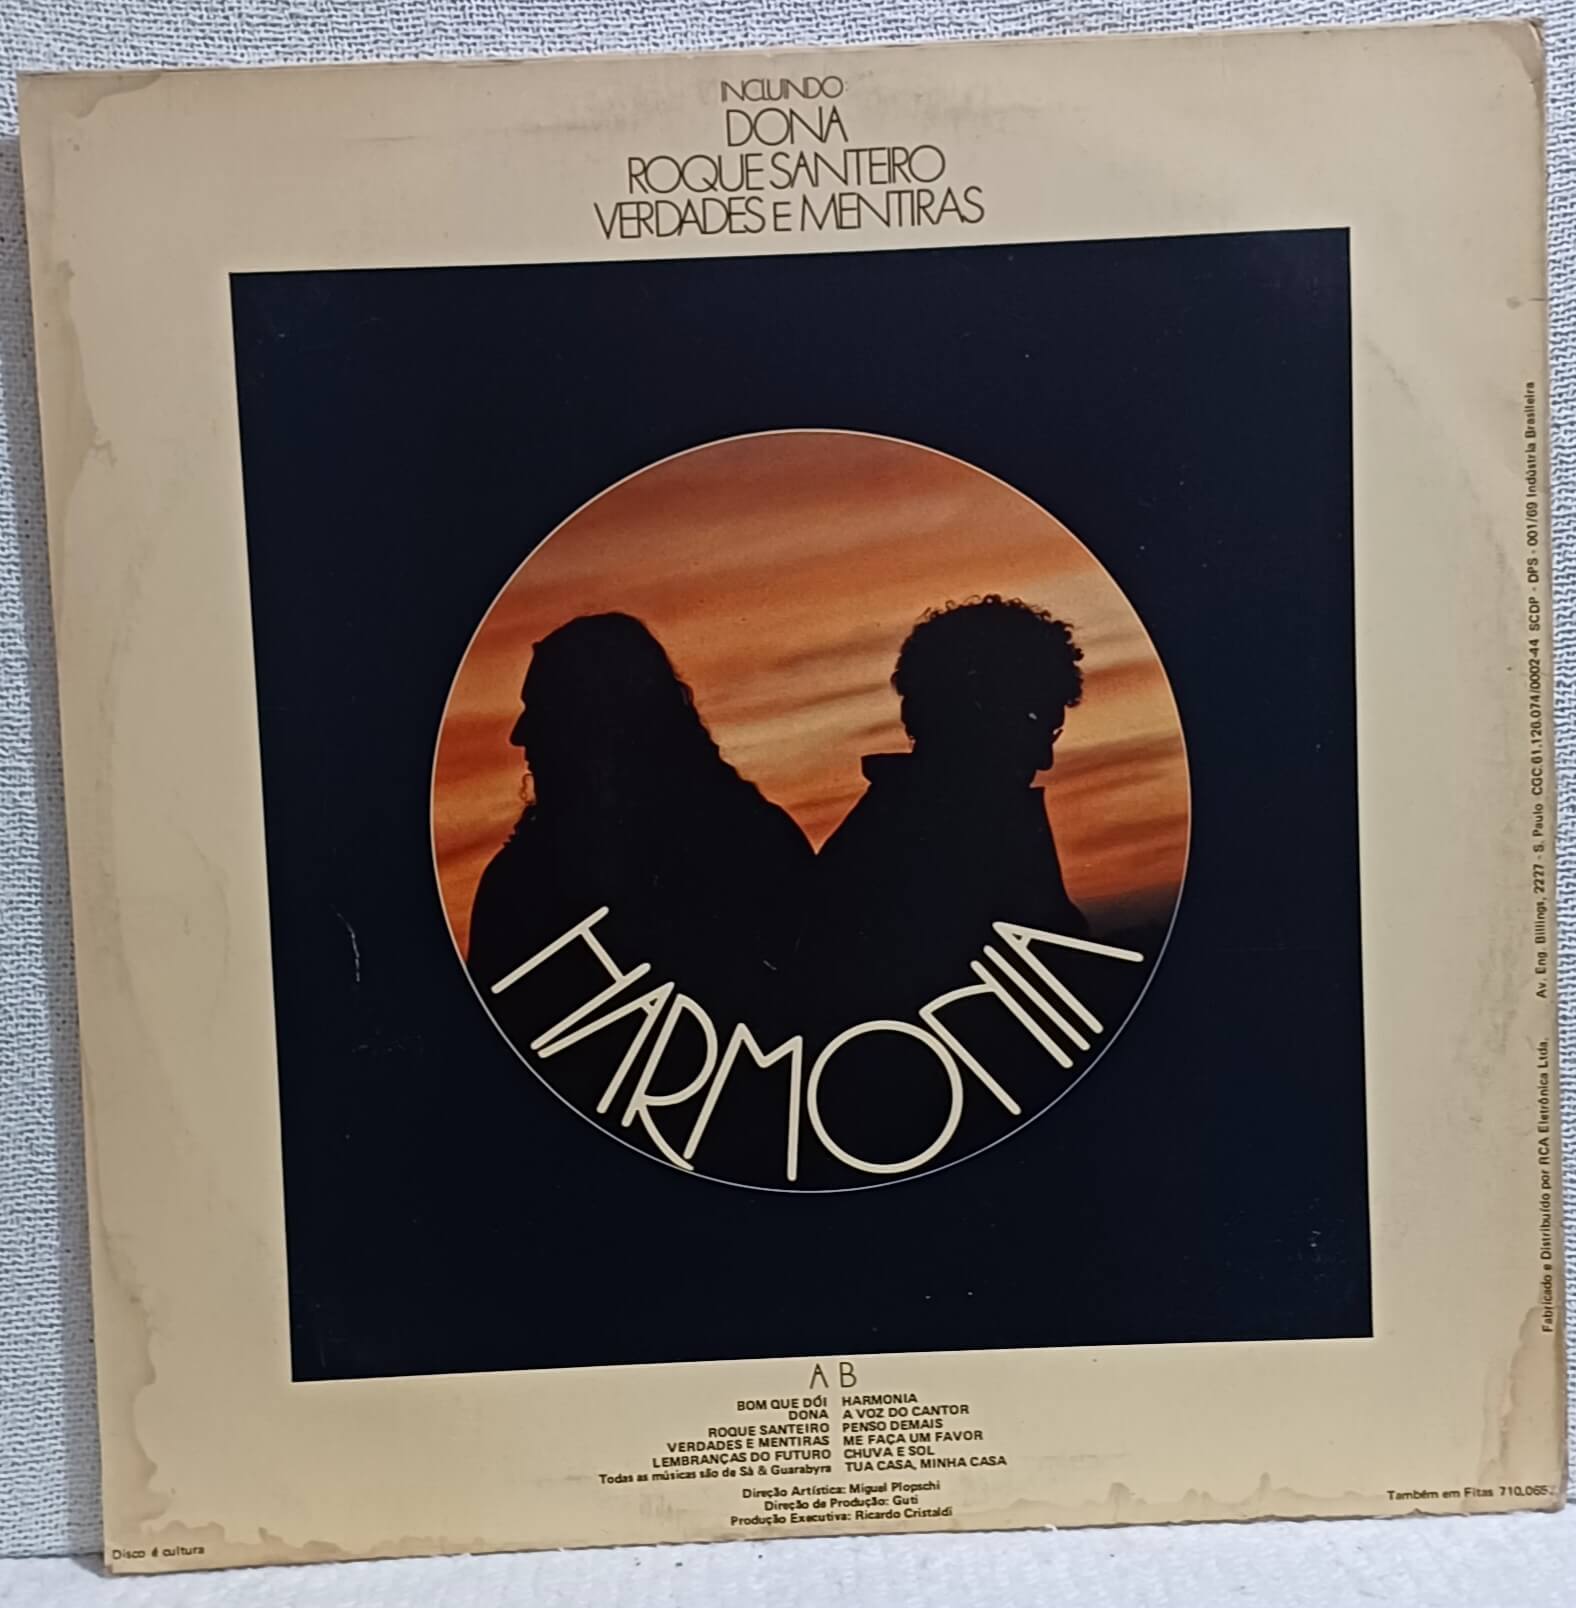 INCLUINDO:
DONA
ROQUE SANTEIRO
VERDADES E MENTIRAS
HARMONIA
A B
BOM QUE DÓI HARMONIA
DONA A VOZ DO CANTOR
ROQUE SANTEIRO PENSO DEMAIS
VERDADES E MENTIRAS ME FAÇA UM FAVOR
LEMBRANÇAS DO FUTURO CHUVA E SOL
Todas as músicas são de Sá & Guarabyra TUA CASA, MINHA CASA
Direção Artística: Miguel Plopschi
Direção de Produção: Guti
Produção Executiva: Ricardo Cristaldi
Disco é cultura
Também em Fitas 710.065
Fabricado e Distribuído por RCA Eletrônica Ltda. Av. Eng. Billings, 2227 - S. Paulo CGC.61.126.074/0002-44 SCDP - DPS - 001/69 Indústria Brasileira